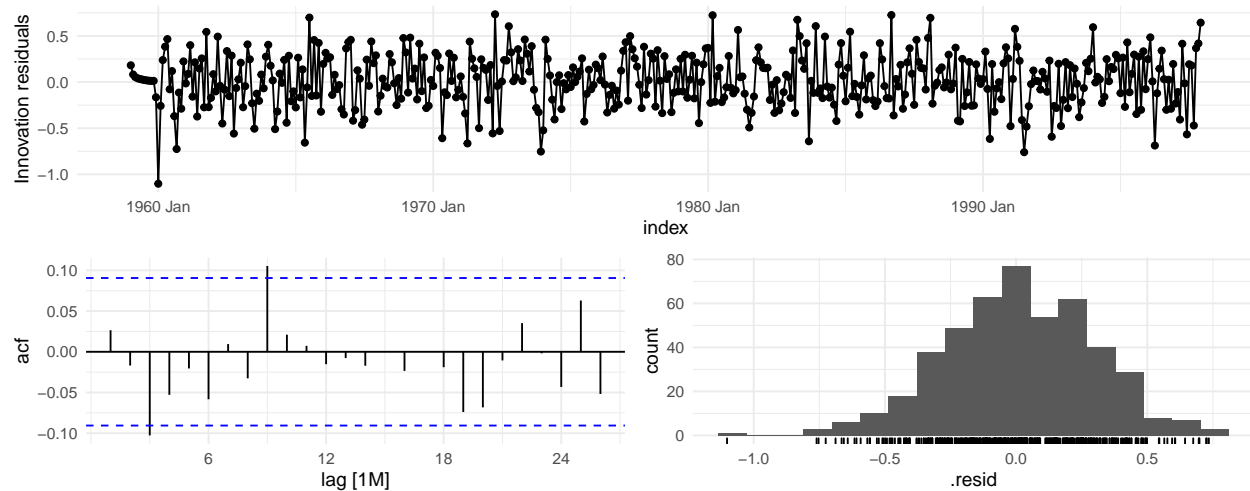 Innovation residuals
0.5
0.0
−0.5
−1.0
1960 Jan 1970 Jan 1980 Jan 1990 Jan
index
acf
0.10
0.05
0.00
−0.05
−0.10
6 12 18 24
lag [1M]
count
80
60
40
20
0
−1.0 −0.5 0.0 0.5
.resid